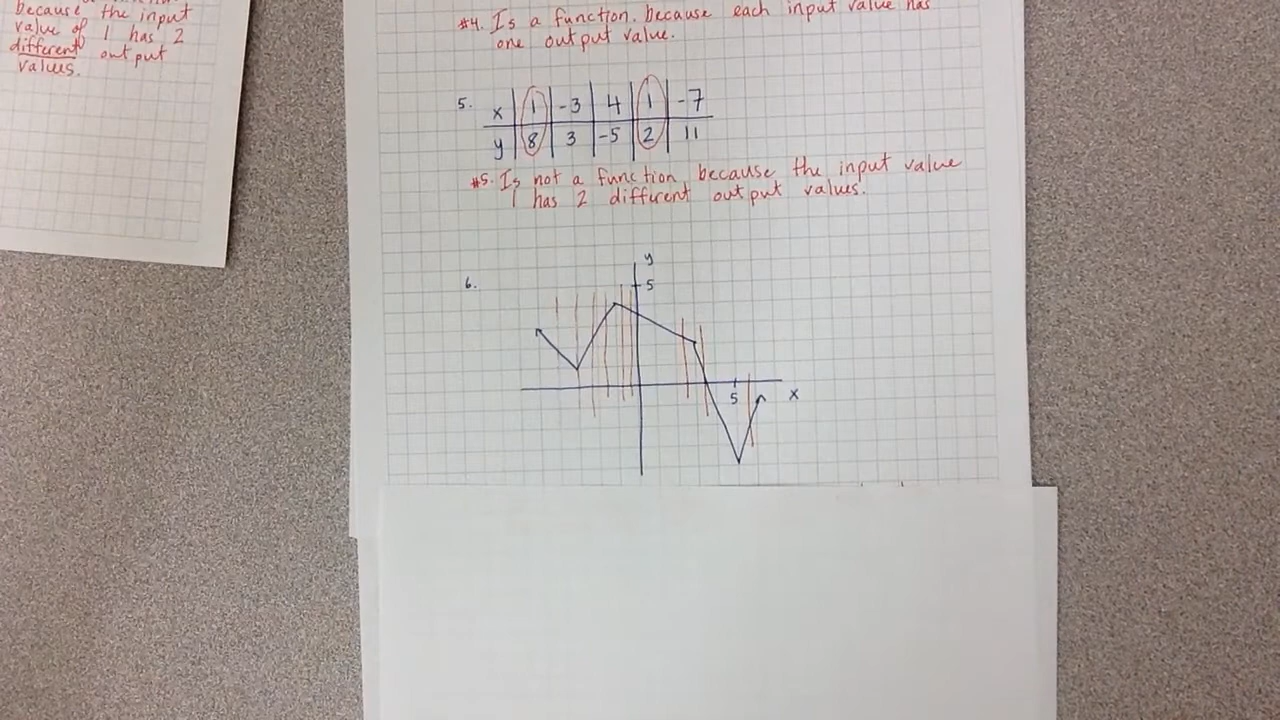 because the input
value of 1 has 2
different output
values.
#4. Is a function. because each input value has
one output value.
5. x 1 -3 4 1 -7
y 8 3 -5 2 11
#5. Is not a function because the input value
1 has 2 different output values.
6.
y
5
5
x